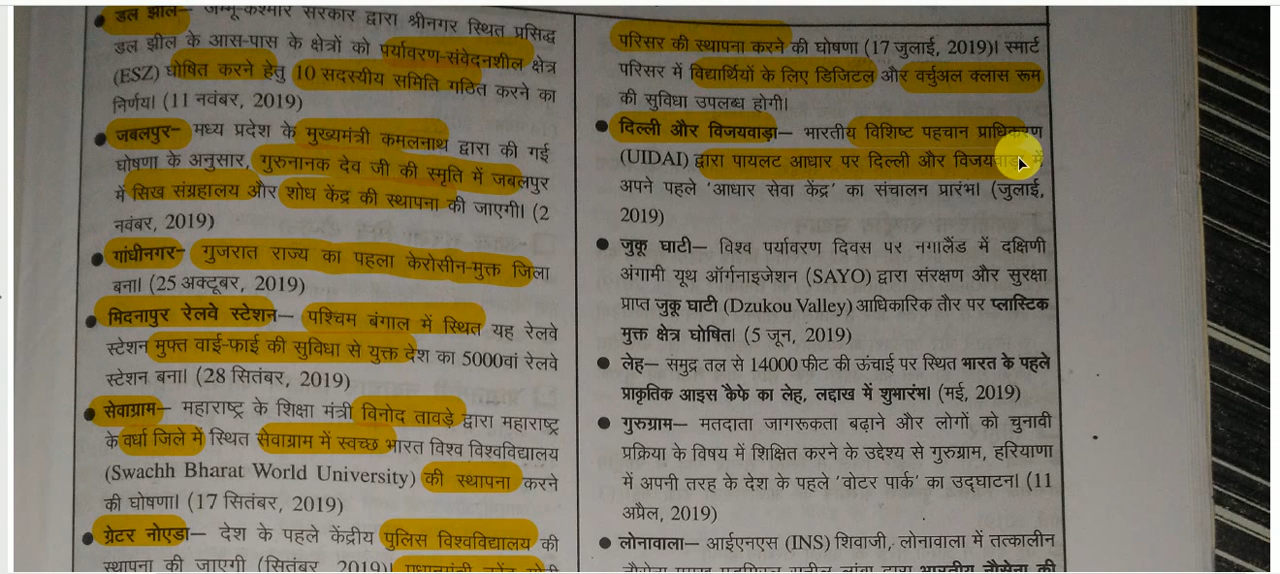 डल झील– जम्मू-कश्मीर सरकार द्वारा श्रीनगर स्थित प्रसिद्ध
डल झील के आस-पास के क्षेत्रों को पर्यावरण-संवेदनशील क्षेत्र
(ESZ) घोषित करने हेतु 10 सदस्यीय समिति गठित करने का
निर्णय। (11 नवंबर, 2019)
● जबलपुर– मध्य प्रदेश के मुख्यमंत्री कमलनाथ द्वारा की गई
घोषणा के अनुसार, गुरुनानक देव जी की स्मृति में जबलपुर
में सिख संग्रहालय और शोध केंद्र की स्थापना की जाएगी। (2
नवंबर, 2019)
● गांधीनगर– गुजरात राज्य का पहला केरोसीन-मुक्त जिला
बना। (25 अक्टूबर, 2019)
● मिदनापुर रेलवे स्टेशन– पश्चिम बंगाल में स्थित यह रेलवे
स्टेशन मुफ्त वाई-फाई की सुविधा से युक्त देश का 5000वां रेलवे
स्टेशन बना। (28 सितंबर, 2019)
● सेवाग्राम– महाराष्ट्र के शिक्षा मंत्री विनोद तावड़े द्वारा महाराष्ट्र
के वर्धा जिले में स्थित सेवाग्राम में स्वच्छ भारत विश्व विश्वविद्यालय
(Swachh Bharat World University) की स्थापना करने
की घोषणा। (17 सितंबर, 2019)
● ग्रेटर नोएडा– देश के पहले केंद्रीय पुलिस विश्वविद्यालय की
स्थापना की जाएगी (सितंबर, 2019)।
परिसर की स्थापना करने की घोषणा (17 जुलाई, 2019)। स्मार्ट
परिसर में विद्यार्थियों के लिए डिजिटल और वर्चुअल क्लास रूम
की सुविधा उपलब्ध होगी।
● दिल्ली और विजयवाड़ा– भारतीय विशिष्ट पहचान प्राधिकरण
(UIDAI) द्वारा पायलट आधार पर दिल्ली और विजयवाड़ा में
अपने पहले 'आधार सेवा केंद्र' का संचालन प्रारंभ। (जुलाई,
2019)
● जुकू घाटी– विश्व पर्यावरण दिवस पर नगालैंड में दक्षिणी
अंगामी यूथ ऑर्गनाइजेशन (SAYO) द्वारा संरक्षण और सुरक्षा
प्राप्त जुकू घाटी (Dzukou Valley) आधिकारिक तौर पर प्लास्टिक
मुक्त क्षेत्र घोषित। (5 जून, 2019)
● लेह– समुद्र तल से 14000 फीट की ऊंचाई पर स्थित भारत के पहले
प्राकृतिक आइस कैफे का लेह, लद्दाख में शुभारंभ। (मई, 2019)
● गुरुग्राम– मतदाता जागरूकता बढ़ाने और लोगों को चुनावी
प्रक्रिया के विषय में शिक्षित करने के उद्देश्य से गुरुग्राम, हरियाणा
में अपनी तरह के देश के पहले 'वोटर पार्क' का उद्घाटन। (11
अप्रैल, 2019)
● लोनावाला– आईएनएस (INS) शिवाजी, लोनावाला में तत्कालीन